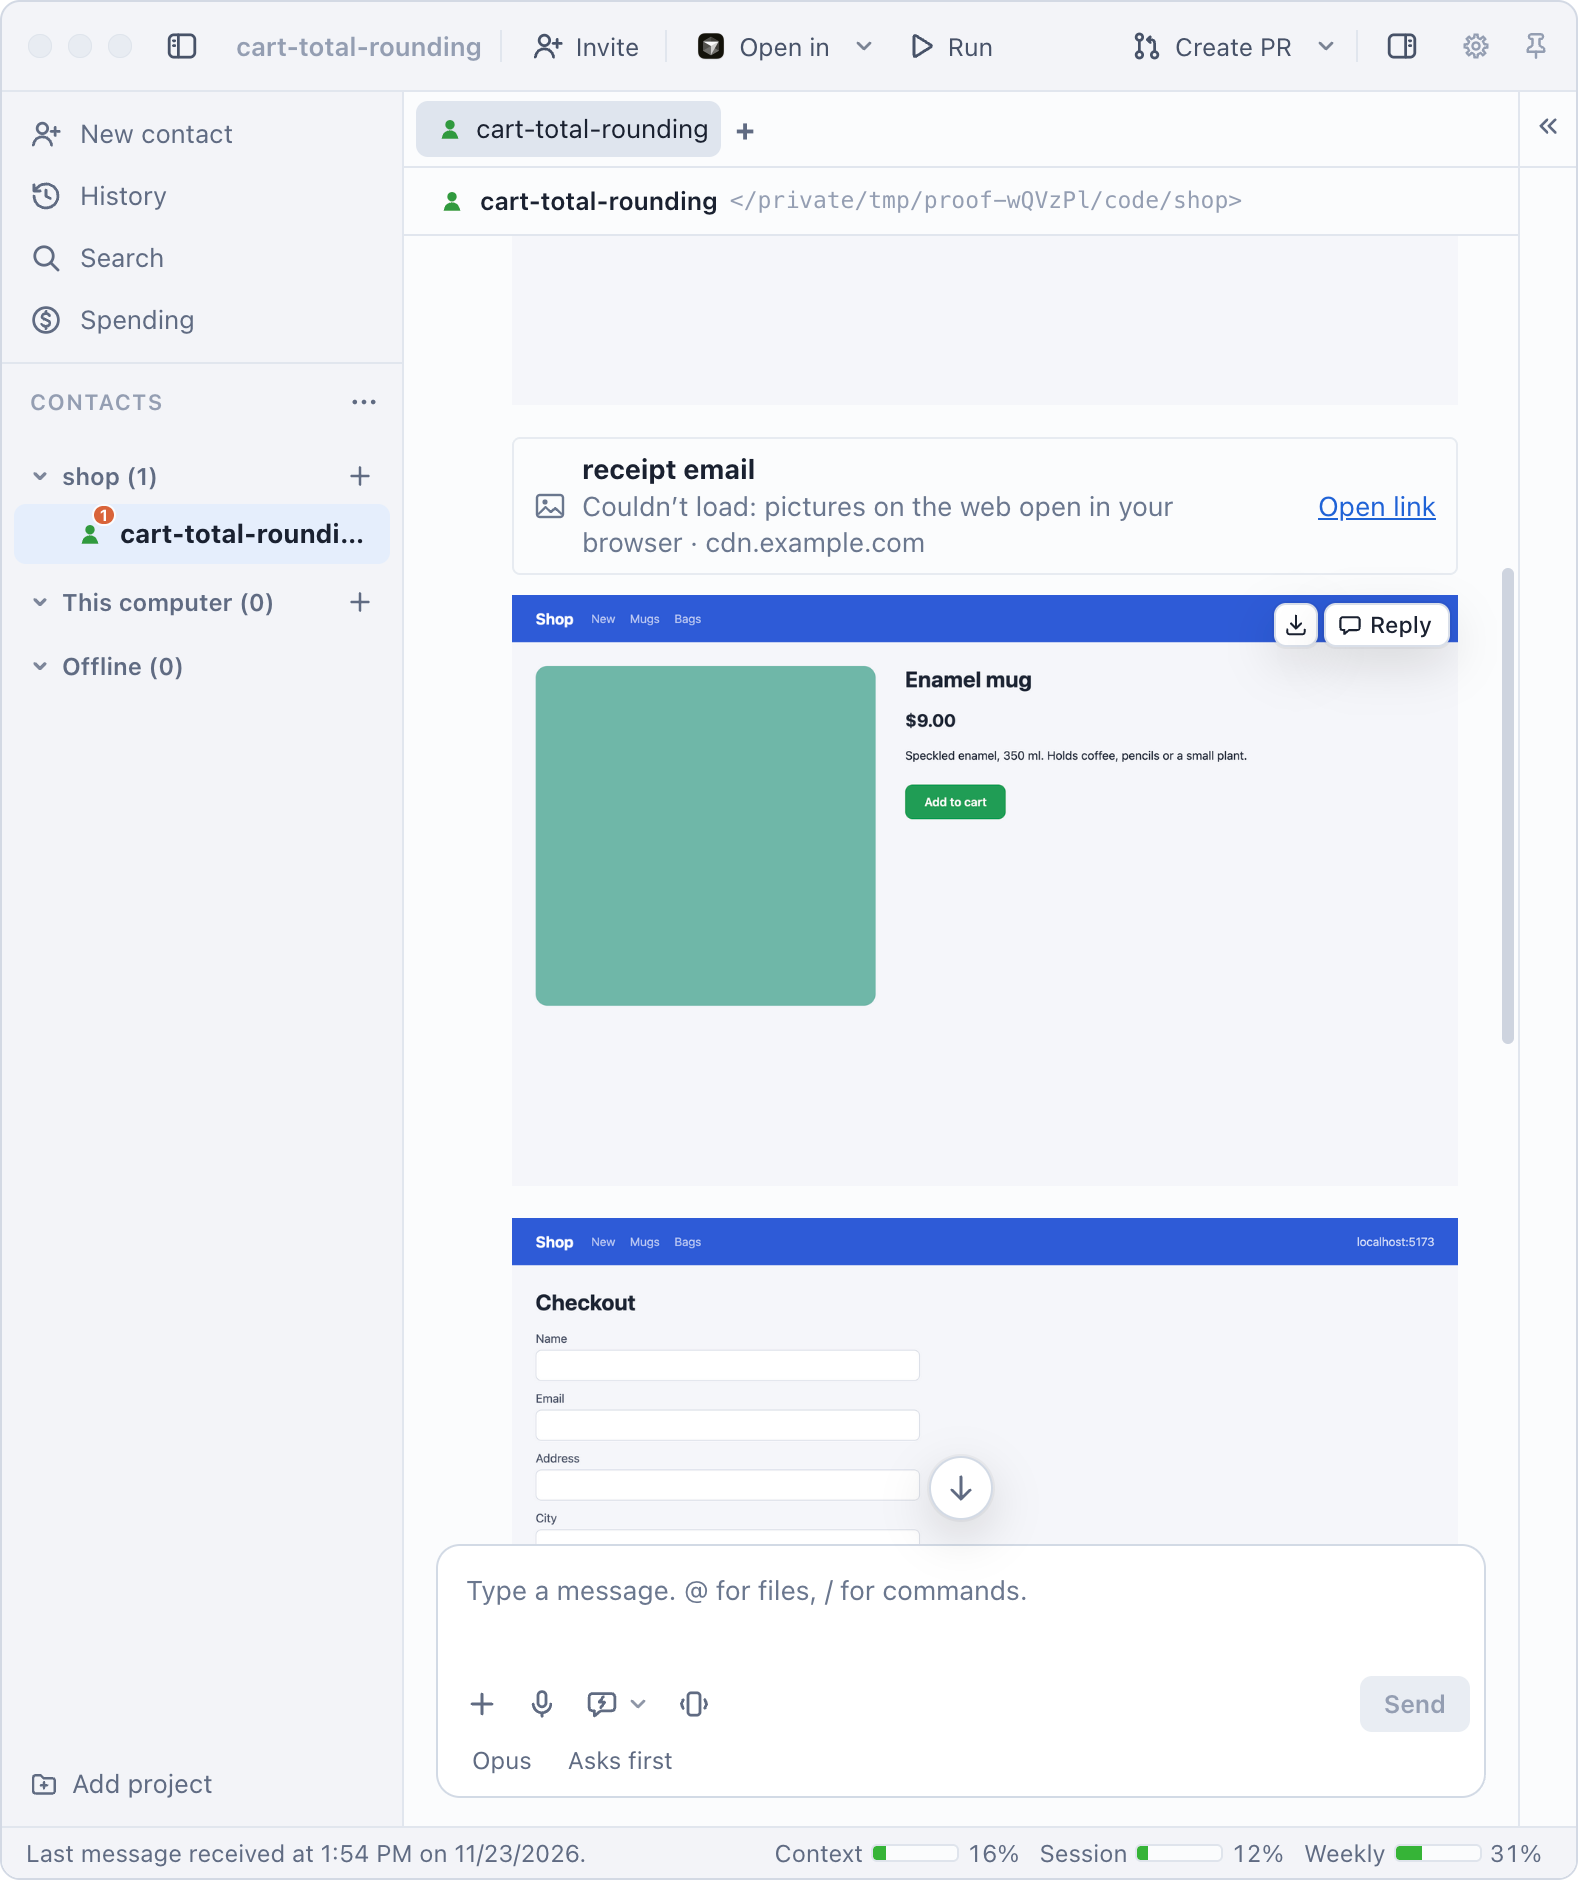 cart-total-rounding
Invite
Open in
Run
Create PR
New contact
History
Search
Spending
CONTACTS
shop (1)
1
cart-total-roundi...
This computer (0)
Offline (0)
Add project
cart-total-rounding
cart-total-rounding </private/tmp/proof-wQVzPl/code/shop>
receipt email
Couldn’t load: pictures on the web open in your
browser · cdn.example.com
Open link
Shop New Mugs Bags
Reply
Enamel mug
$9.00
Speckled enamel, 350 ml. Holds coffee, pencils or a small plant.
Add to cart
Shop New Mugs Bags localhost:5173
Checkout
Name
Email
Address
City
Type a message. @ for files, / for commands.
Send
Opus Asks first
Last message received at 1:54 PM on 11/23/2026.
Context 16% Session 12% Weekly 31%